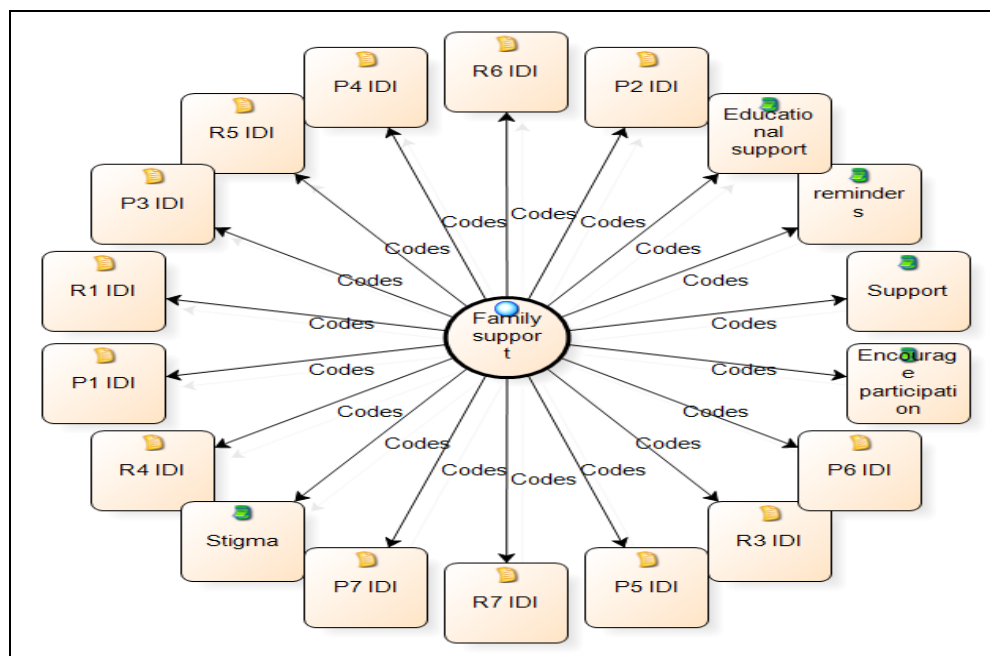 R6 IDI
P4 IDI
P2 IDI
R5 IDI
Educatio
nal
support
P3 IDI
reminder
s
Codes
Codes
Codes
Codes
Codes
Codes
R1 IDI
Codes
Codes
Support
Family
suppor
t
Codes
Codes
P1 IDI
Codes
Codes
Encourag
e
participati
on
Codes
Codes
Codes
Codes
R4 IDI
Codes
Codes
P6 IDI
Stigma
Codes
R3 IDI
P7 IDI
R7 IDI
P5 IDI